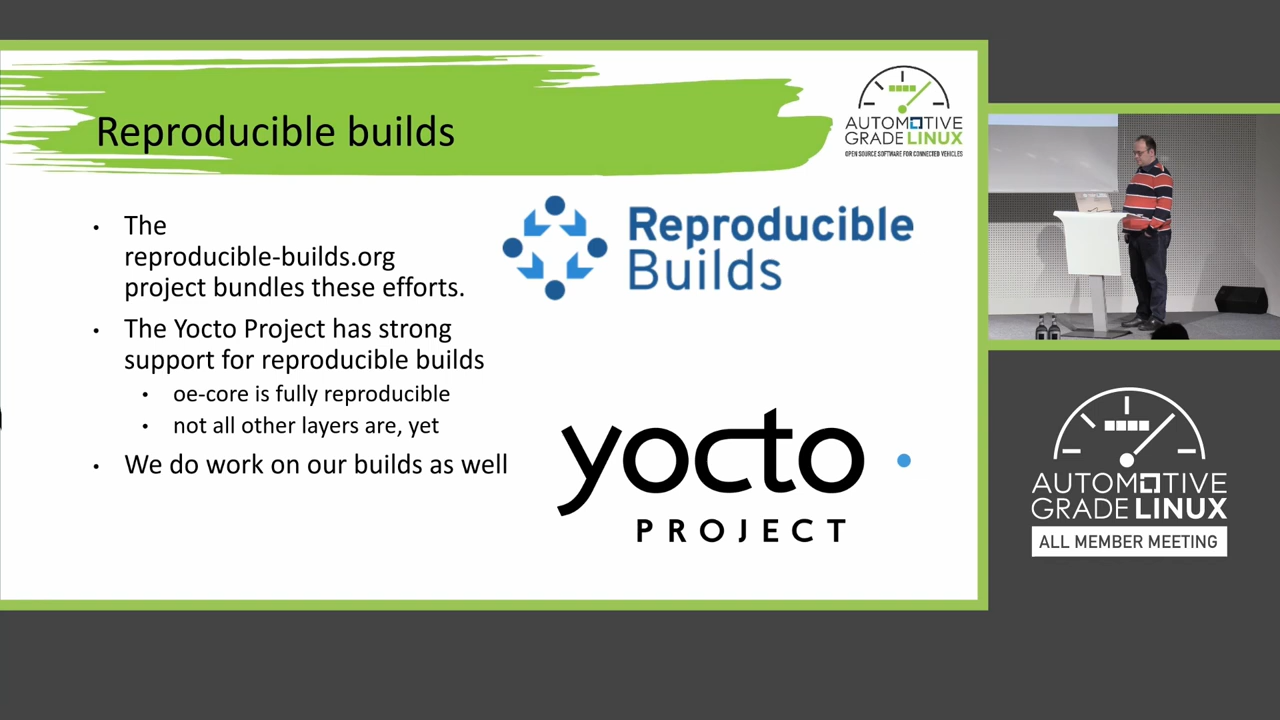 Reproducible builds
AUTOMOTIVE
GRADE LINUX
OPEN SOURCE SOFTWARE FOR CONNECTED VEHICLES
• The
reproducible-builds.org
project bundles these efforts.
• The Yocto Project has strong
support for reproducible builds
• oe-core is fully reproducible
• not all other layers are, yet
• We do work on our builds as well
Reproducible
Builds
yocto
PROJECT
AUTOMOTIVE
GRADE LINUX
ALL MEMBER MEETING